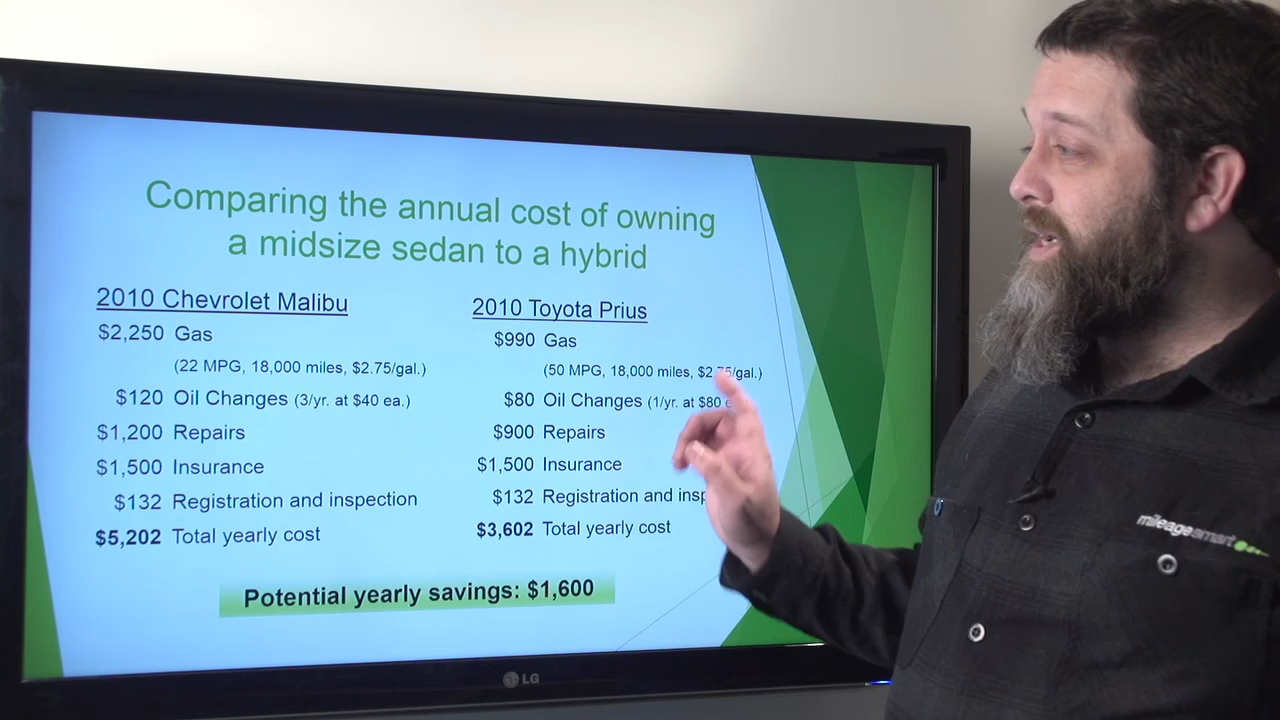 Comparing the annual cost of owning
a midsize sedan to a hybrid
2010 Chevrolet Malibu
$2,250 Gas
(22 MPG, 18,000 miles, $2.75/gal.)
$120 Oil Changes (3/yr. at $40 ea.)
$1,200 Repairs
$1,500 Insurance
$132 Registration and inspection
$5,202 Total yearly cost
2010 Toyota Prius
$990 Gas
(50 MPG, 18,000 miles, $2.75/gal.)
$80 Oil Changes (1/yr. at $80
$900 Repairs
$1,500 Insurance
$132 Registration and
$3,602 Total yearly cost
Potential yearly savings: $1,600
LG
mileagesmart